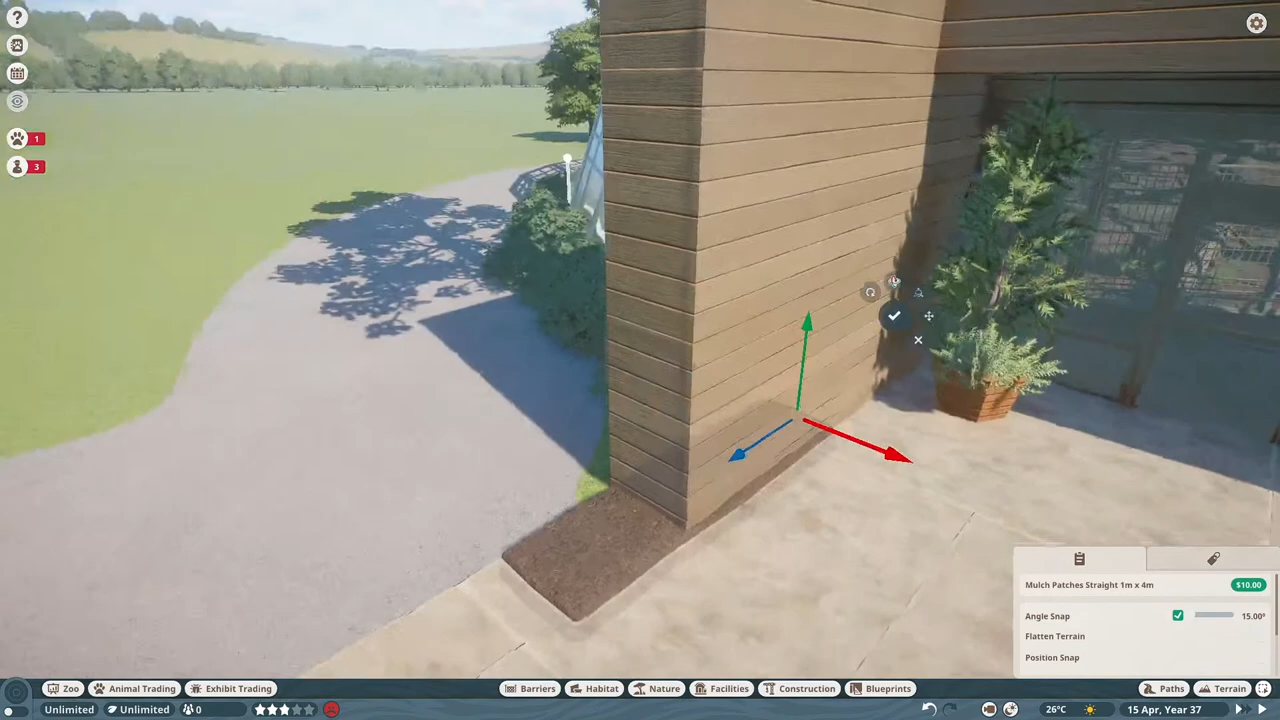 ?
1
3
Mulch Patches Straight 1m x 4m $10.00
Angle Snap 15.00°
Flatten Terrain
Position Snap
Zoo Animal Trading Exhibit Trading Barriers Habitat Nature Facilities Construction Blueprints Paths Terrain
Unlimited Unlimited 0 26°C 15 Apr, Year 37